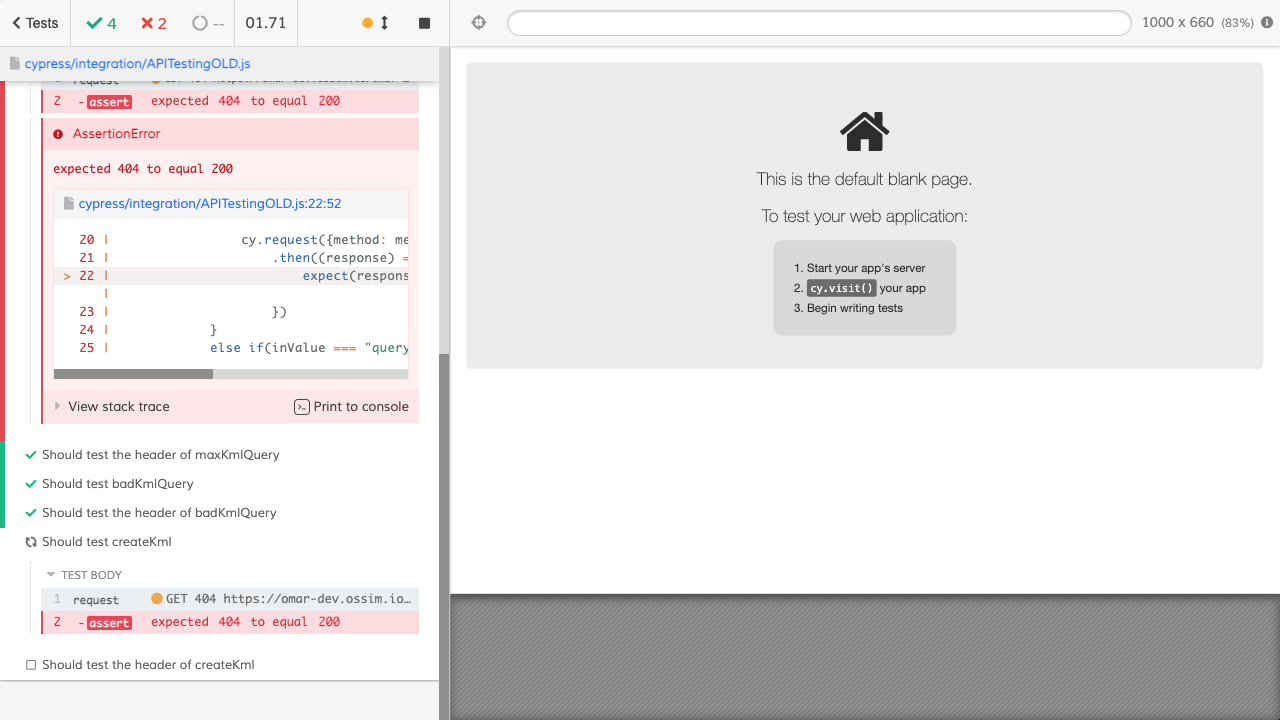 Tests
4
2
--
01.71
1000 x 660 (83%)
cypress/integration/APITestingOLD.js
request
2 -assert expected 404 to equal 200
AssertionError
expected 404 to equal 200
cypress/integration/APITestingOLD.js:22:52
20 | cy.request({method: me
21 | .then((response) =
> 22 | expect(respons
|
23 | })
24 | }
25 | else if(inValue === "query
View stack trace
Print to console
Should test the header of maxKmlQuery
Should test badKmlQuery
Should test the header of badKmlQuery
Should test createKml
TEST BODY
1 request GET 404 https://omar-dev.ossim.io…
2 -assert expected 404 to equal 200
Should test the header of createKml
This is the default blank page.
To test your web application:
1. Start your app's server
2. cy.visit() your app
3. Begin writing tests